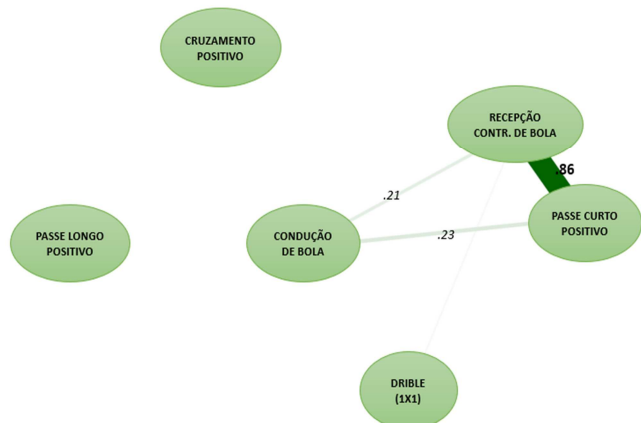 CRUZAMENTO
POSITIVO
RECEPÇÃO
CONTR. DE BOLA
.86
.21
PASSE LONGO
POSITIVO
CONDUÇÃO
DE BOLA
.23
PASSE CURTO
POSITIVO
DRIBLE
(1X1)